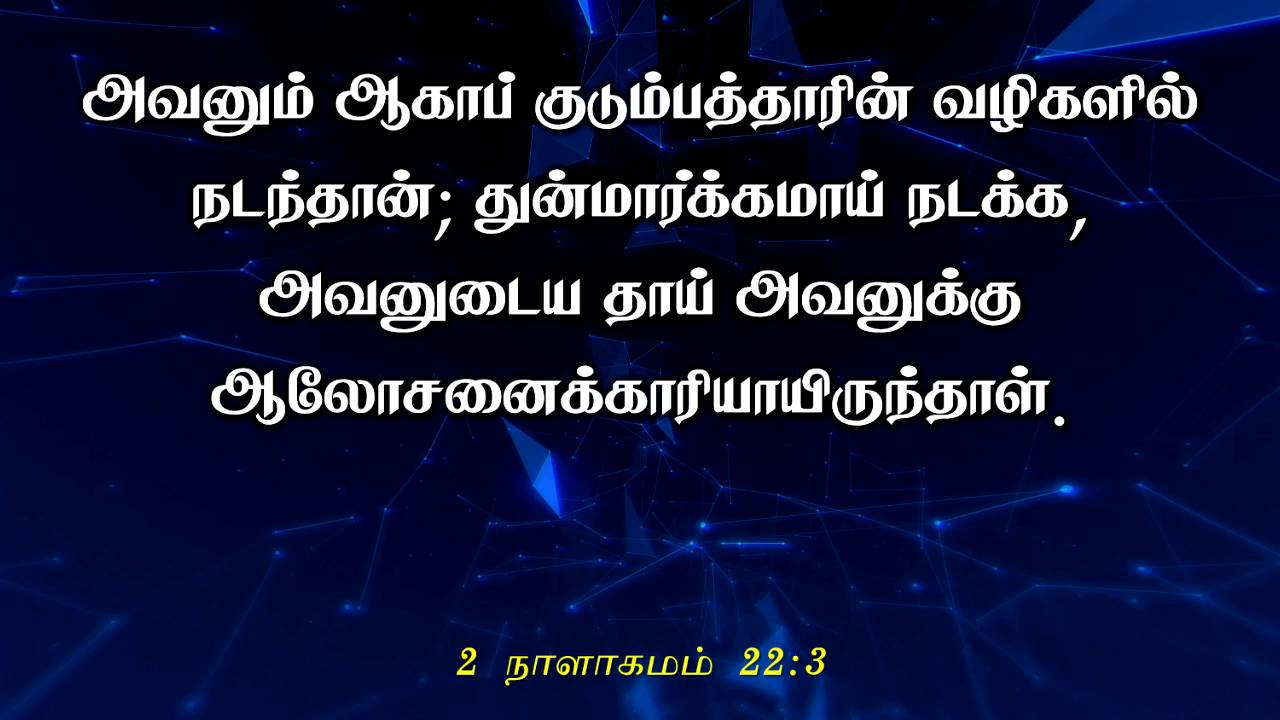 அவனும் ஆகாப் குடும்பத்தாரின் வழிகளில்
நடந்தான்; துன்மார்க்கமாய் நடக்க,
அவனுடைய தாய் அவனுக்கு
ஆலோசனைக்காரியாயிருந்தாள்.
2 நாளாகமம் 22:3